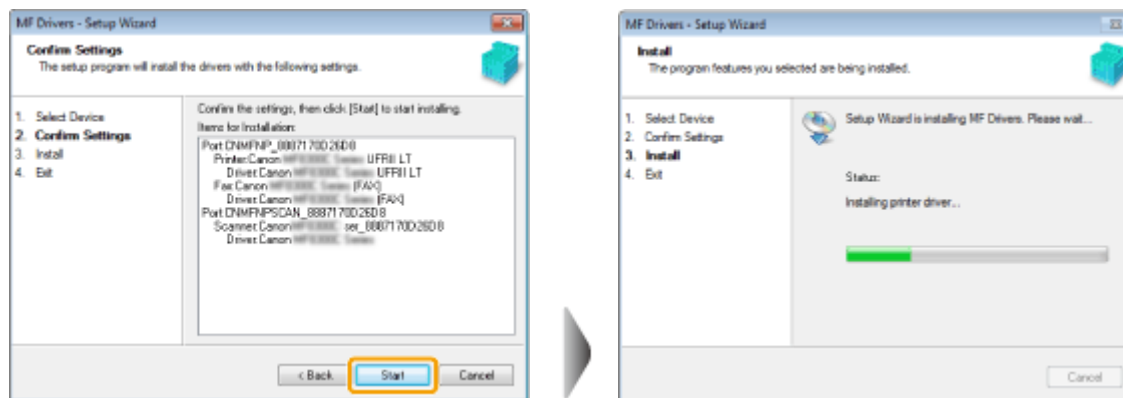 MF Drivers - Setup Wizard
Confirm Settings
The setup program will install the drivers with the following settings.
1. Select Device
2. Confirm Settings
3. Install
4. Exit
Confirm the settings, then click [Start] to start installing.
Items for Installation:
Port:CNMFNP_8887170D26D8
Printer:Canon Series UFRII LT
Driver:Canon Series UFRII LT
Fax:Canon Series (FAX)
Driver:Canon Series (FAX)
Port:CNMFNPSCAN_8887170D26D8
Scanner:Canon ser_8887170D26D8
Driver:Canon Series
< Back
Start
Cancel
MF Drivers - Setup Wizard
Install
The program features you selected are being installed.
1. Select Device
2. Confirm Settings
3. Install
4. Exit
Setup Wizard is installing MF Drivers. Please wait...
Status:
Installing printer driver...
Cancel